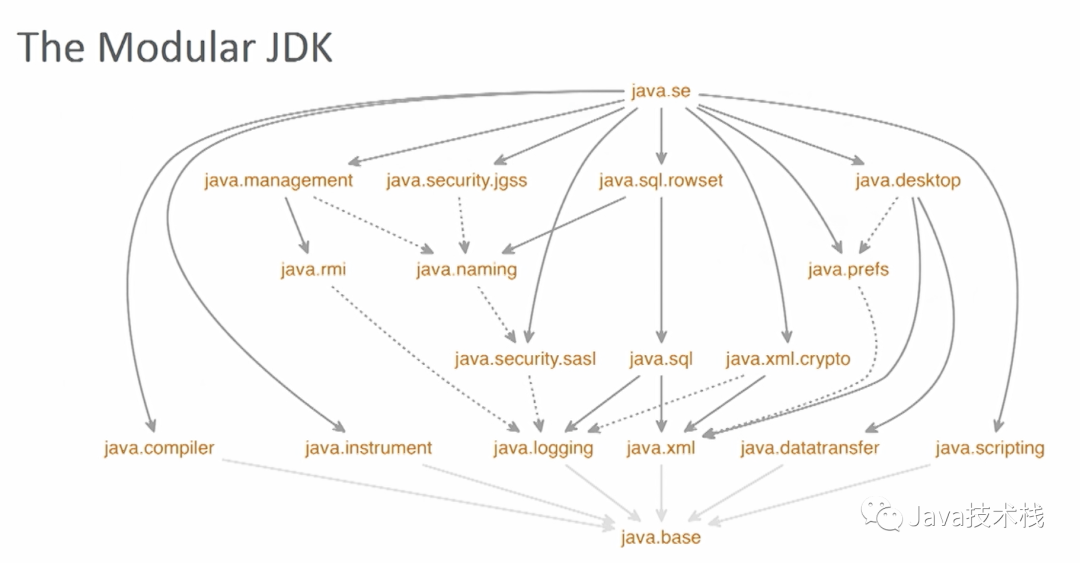 The Modular JDK
java.se
java.management java.security.jgss java.sql.rowset java.desktop
java.rmi java.naming java.prefs
java.security.sasl java.sql java.xml.crypto
java.compiler java.instrument java.logging java.xml java.datatransfer java.scripting
java.base
Java技术栈